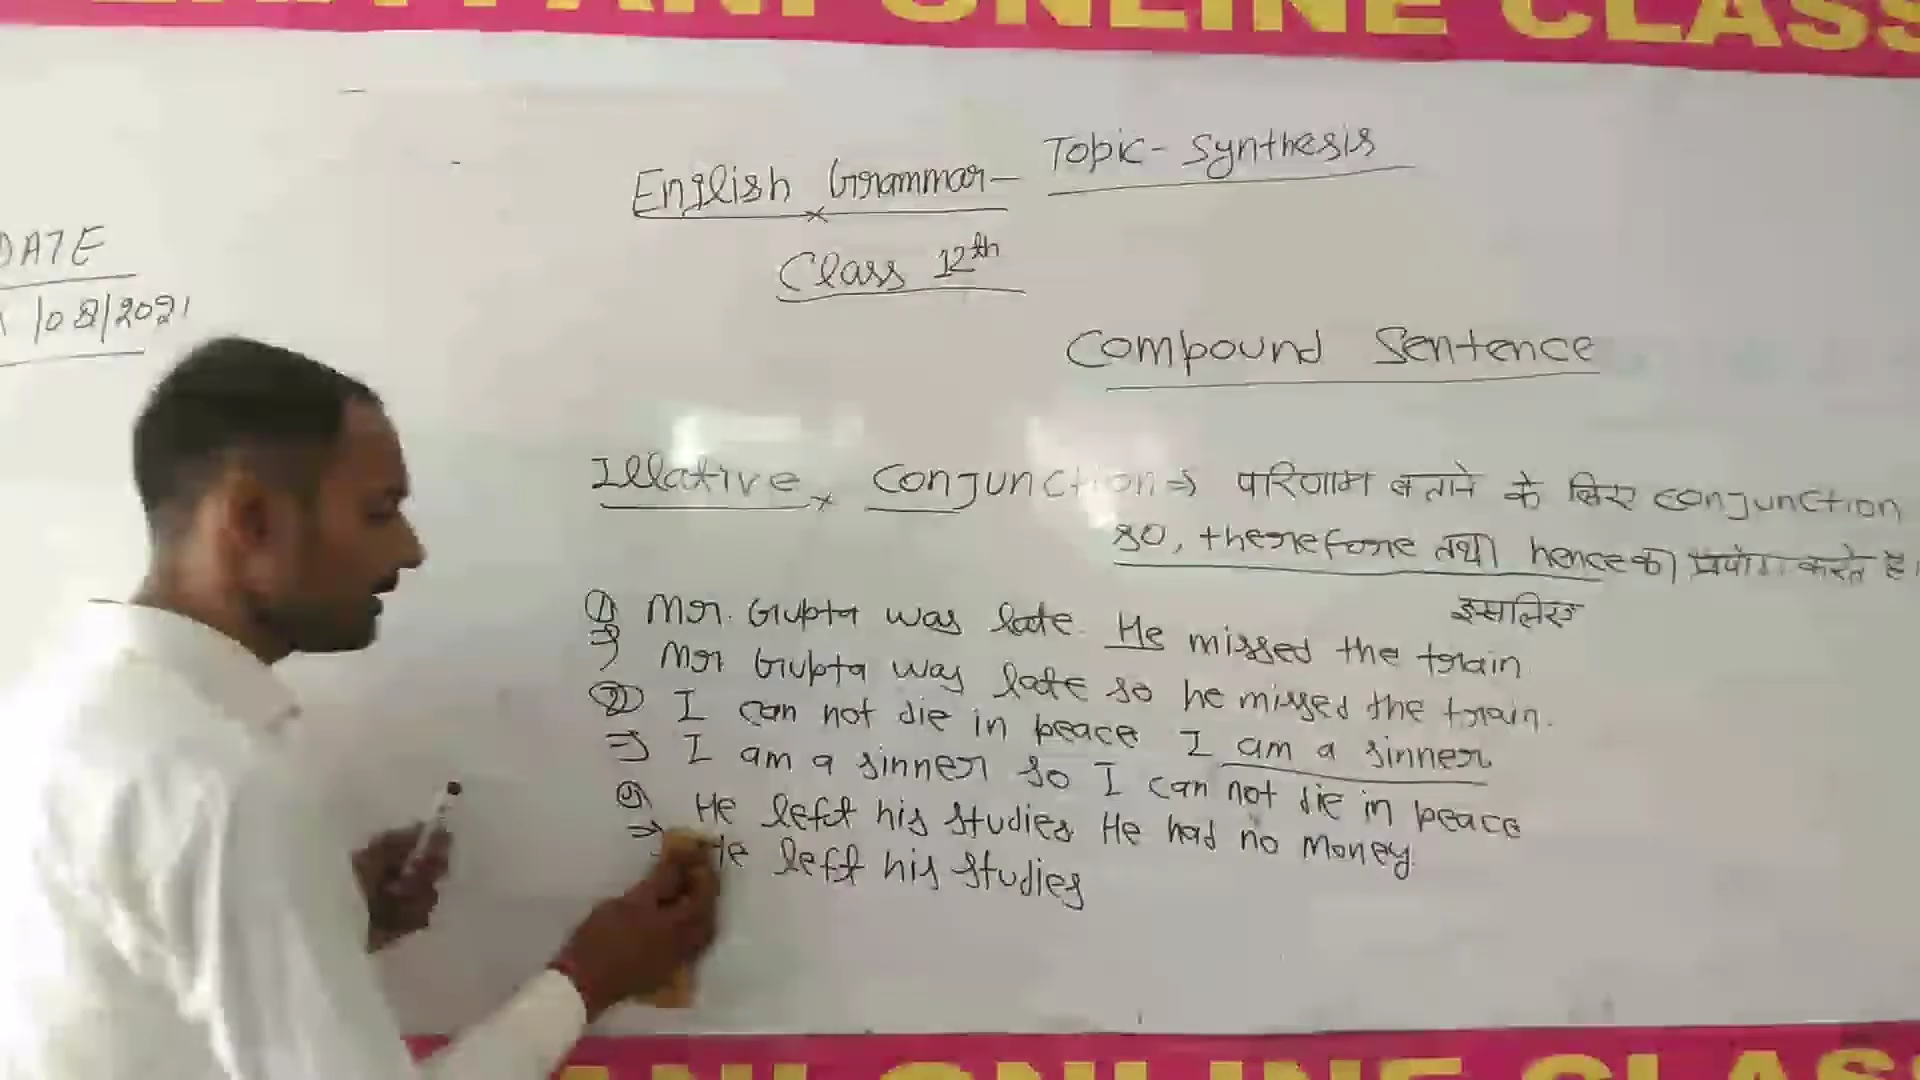 PANI ONLINE CLASS
English Grammar- Topic- Synthesis
Class 12th
DATE
/08/2021
Compound Sentence
Illative Conjunction ⇒ परिणाम बताने के लिए conjunction
so, therefore तथा hence का प्रयोग करते है।
इसलिए
① Mr. Gupta was late. He missed the train
⇒ Mr Gupta was late so he missed the train.
② I can not die in peace I am a sinner
⇒ I am a sinner so I can not die in peace
He left his studies. He had no money.
⇒ He left his studies
PANI ONLINE CLAS